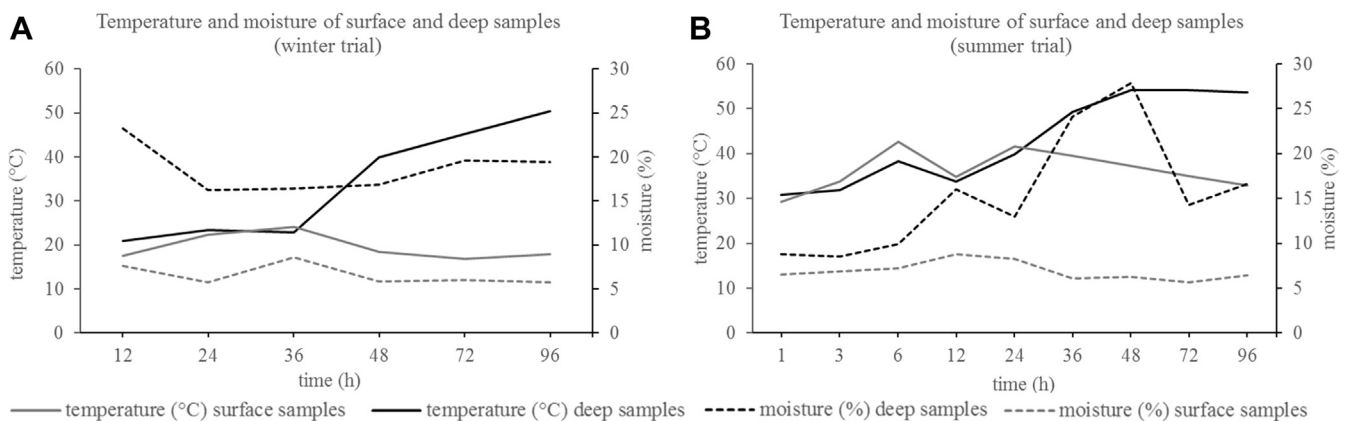 A
Temperature and moisture of surface and deep samples
(winter trial)
60
50
40
30
20
10
0
temperature (°C)
30
25
20
15
10
5
0
moisture (%)
12 24 36 48 72 96
time (h)
B
Temperature and moisture of surface and deep samples
(summer trial)
60
50
40
30
20
10
0
temperature (°C)
30
25
20
15
10
5
0
moisture (%)
1 3 6 12 24 36 48 72 96
time (h)
temperature (°C) surface samples temperature (°C) deep samples moisture (%) deep samples moisture (%) surface samples